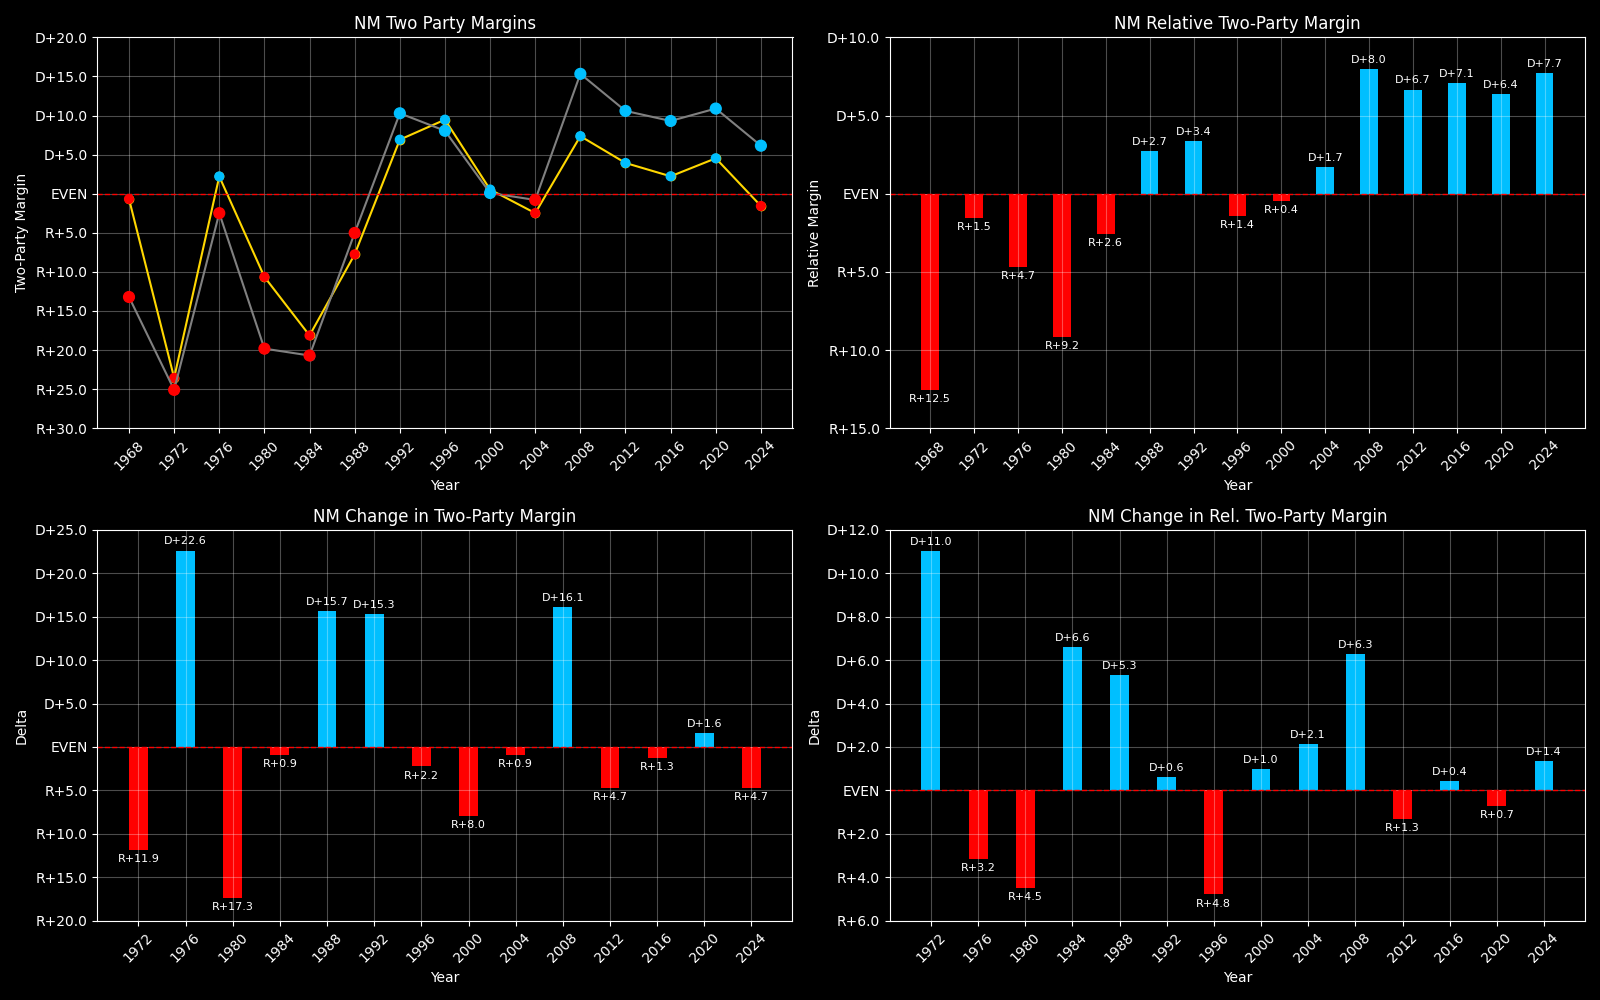 NM Two Party Margins
D+20.0
D+15.0
D+10.0
D+5.0
EVEN
R+5.0
R+10.0
R+15.0
R+20.0
R+25.0
R+30.0
Two-Party Margin
1968 1972 1976 1980 1984 1988 1992 1996 2000 2004 2008 2012 2016 2020 2024
Year
NM Relative Two-Party Margin
D+10.0
D+5.0
EVEN
R+5.0
R+10.0
R+15.0
Relative Margin
R+12.5 R+1.5 R+4.7 R+9.2 R+2.6 D+2.7 D+3.4 R+1.4 R+0.4 D+1.7 D+8.0 D+6.7 D+7.1 D+6.4 D+7.7
1968 1972 1976 1980 1984 1988 1992 1996 2000 2004 2008 2012 2016 2020 2024
Year
NM Change in Two-Party Margin
D+25.0
D+20.0
D+15.0
D+10.0
D+5.0
EVEN
R+5.0
R+10.0
R+15.0
R+20.0
Delta
R+11.9 D+22.6 R+17.3 R+0.9 D+15.7 D+15.3 R+2.2 R+8.0 R+0.9 D+16.1 R+4.7 R+1.3 D+1.6 R+4.7
1972 1976 1980 1984 1988 1992 1996 2000 2004 2008 2012 2016 2020 2024
Year
NM Change in Rel. Two-Party Margin
D+12.0
D+10.0
D+8.0
D+6.0
D+4.0
D+2.0
EVEN
R+2.0
R+4.0
R+6.0
Delta
D+11.0 R+3.2 R+4.5 D+6.6 D+5.3 D+0.6 R+4.8 D+1.0 D+2.1 D+6.3 R+1.3 D+0.4 R+0.7 D+1.4
1972 1976 1980 1984 1988 1992 1996 2000 2004 2008 2012 2016 2020 2024
Year